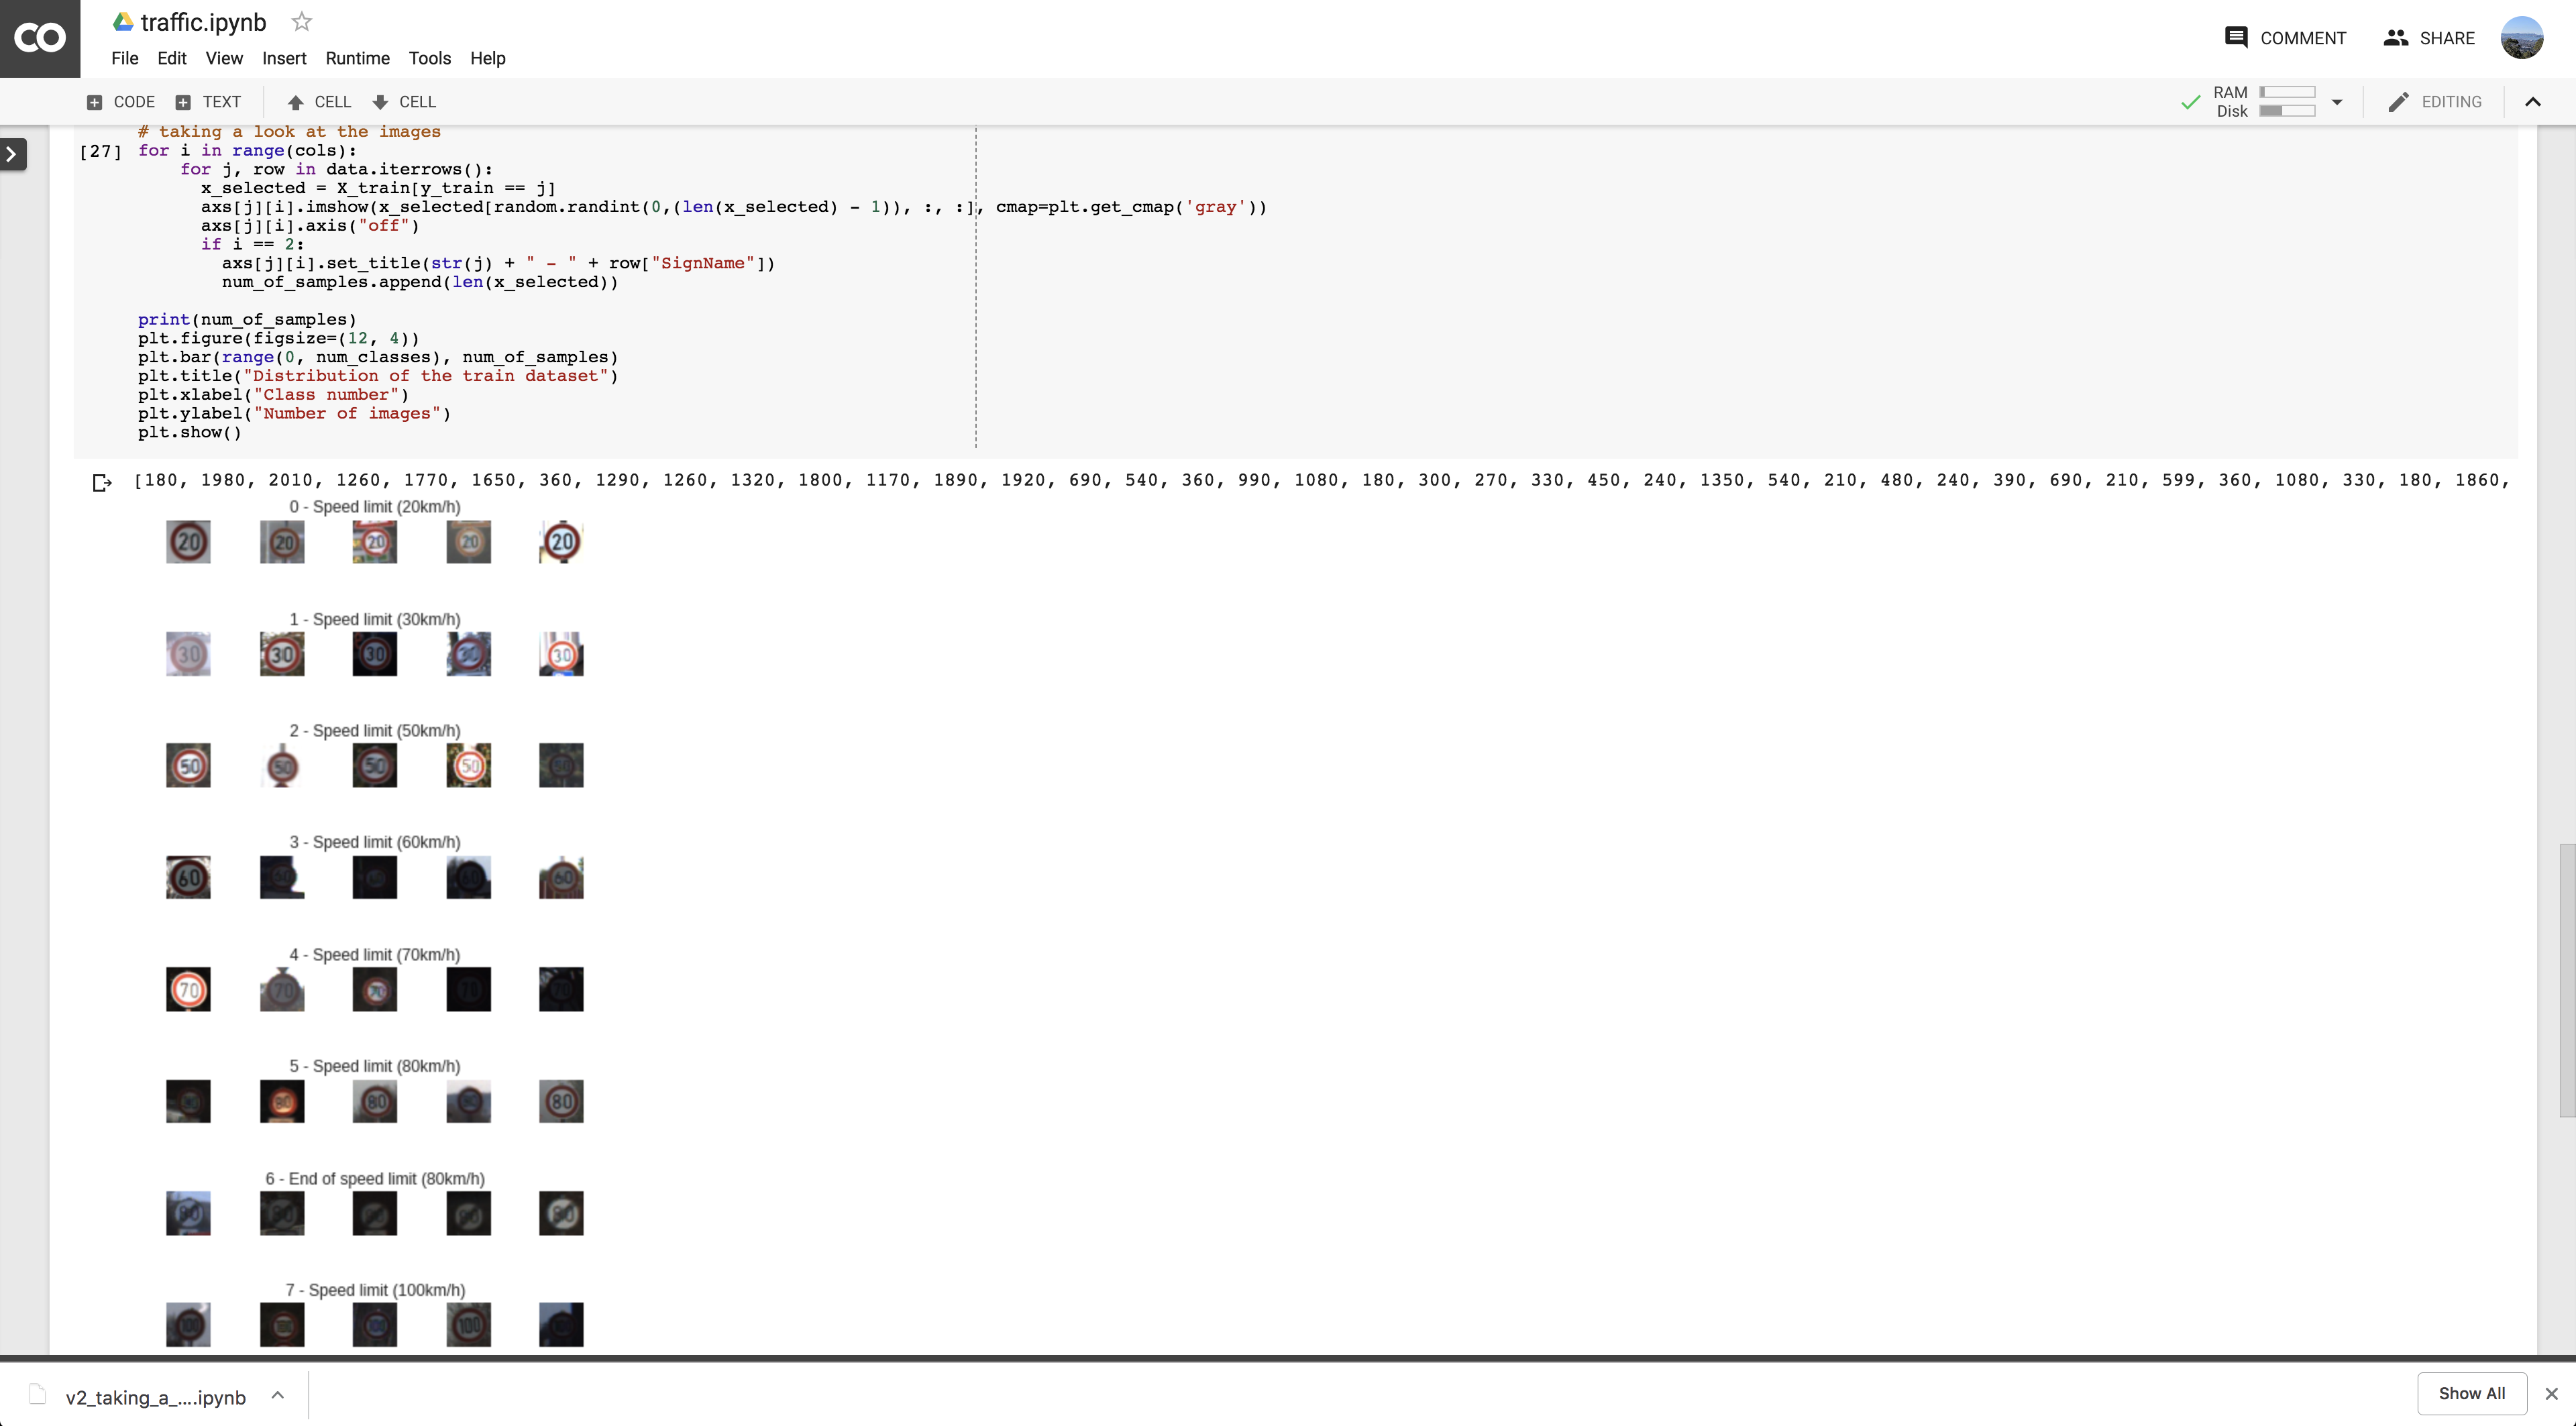 CO
traffic.ipynb
File Edit View Insert Runtime Tools Help
COMMENT
SHARE
CODE TEXT CELL CELL
RAM
Disk
EDITING
# taking a look at the images
[27] for i in range(cols):
for j, row in data.iterrows():
x_selected = X_train[y_train == j]
axs[j][i].imshow(x_selected[random.randint(0,(len(x_selected) - 1)), :, :], cmap=plt.get_cmap('gray'))
axs[j][i].axis("off")
if i == 2:
axs[j][i].set_title(str(j) + " - " + row["SignName"])
num_of_samples.append(len(x_selected))
print(num_of_samples)
plt.figure(figsize=(12, 4))
plt.bar(range(0, num_classes), num_of_samples)
plt.title("Distribution of the train dataset")
plt.xlabel("Class number")
plt.ylabel("Number of images")
plt.show()
[180, 1980, 2010, 1260, 1770, 1650, 360, 1290, 1260, 1320, 1800, 1170, 1890, 1920, 690, 540, 360, 990, 1080, 180, 300, 270, 330, 450, 240, 1350, 540, 210, 480, 240, 390, 690, 210, 599, 360, 1080, 330, 180, 1860,
0 - Speed limit (20km/h)
20 20 20 20 20
1 - Speed limit (30km/h)
30 30 30 30 30
2 - Speed limit (50km/h)
50 50 50 50
3 - Speed limit (60km/h)
60 60 60
4 - Speed limit (70km/h)
70 70 70 70
5 - Speed limit (80km/h)
80 80 80
6 - End of speed limit (80km/h)
80 80
7 - Speed limit (100km/h)
100 100 100
v2_taking_a_....ipynb
Show All